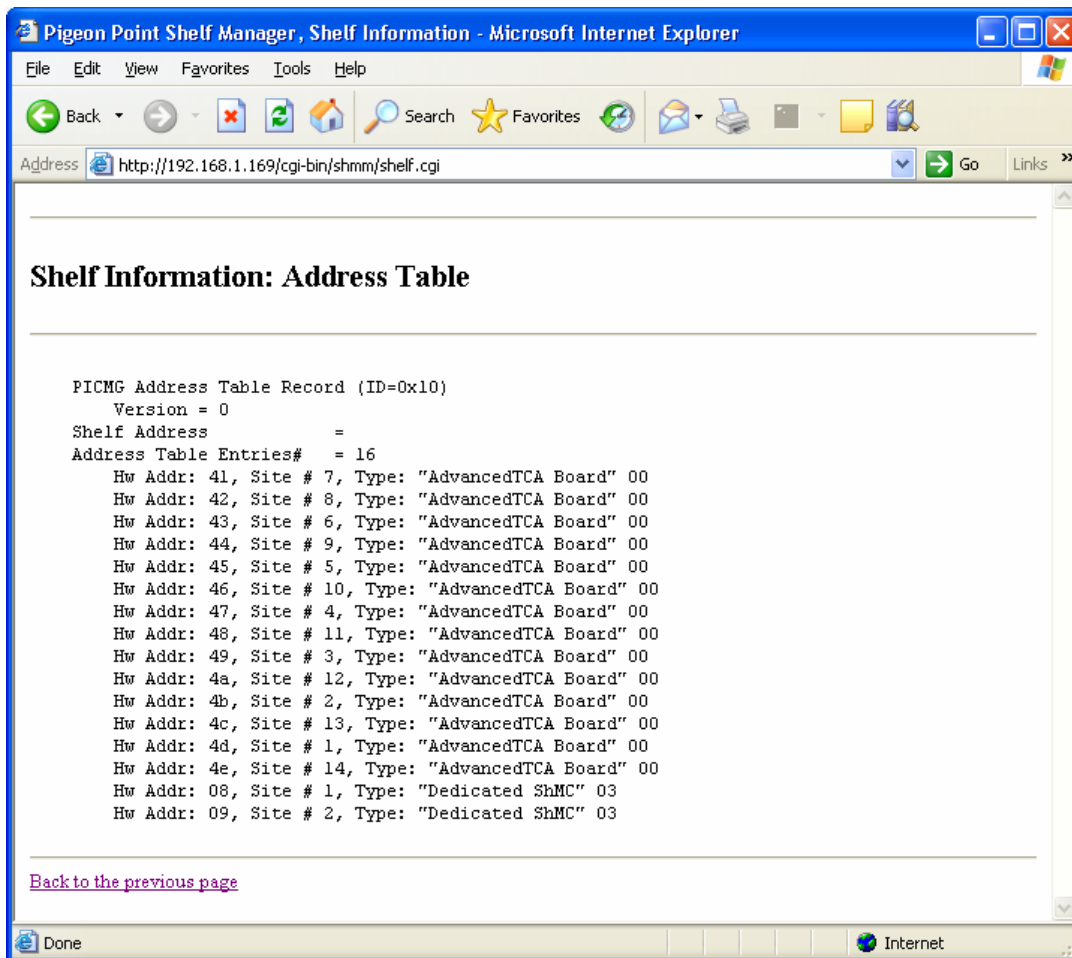 Pigeon Point Shelf Manager, Shelf Information - Microsoft Internet Explorer
File Edit View Favorites Tools Help
Back Search Favorites
Address http://192.168.1.169/cgi-bin/shmm/shelf.cgi Go Links »
Shelf Information: Address Table
PICMG Address Table Record (ID=0x10)
Version = 0
Shelf Address =
Address Table Entries# = 16
Hw Addr: 41, Site # 7, Type: "AdvancedTCA Board" 00
Hw Addr: 42, Site # 8, Type: "AdvancedTCA Board" 00
Hw Addr: 43, Site # 6, Type: "AdvancedTCA Board" 00
Hw Addr: 44, Site # 9, Type: "AdvancedTCA Board" 00
Hw Addr: 45, Site # 5, Type: "AdvancedTCA Board" 00
Hw Addr: 46, Site # 10, Type: "AdvancedTCA Board" 00
Hw Addr: 47, Site # 4, Type: "AdvancedTCA Board" 00
Hw Addr: 48, Site # 11, Type: "AdvancedTCA Board" 00
Hw Addr: 49, Site # 3, Type: "AdvancedTCA Board" 00
Hw Addr: 4a, Site # 12, Type: "AdvancedTCA Board" 00
Hw Addr: 4b, Site # 2, Type: "AdvancedTCA Board" 00
Hw Addr: 4c, Site # 13, Type: "AdvancedTCA Board" 00
Hw Addr: 4d, Site # 1, Type: "AdvancedTCA Board" 00
Hw Addr: 4e, Site # 14, Type: "AdvancedTCA Board" 00
Hw Addr: 08, Site # 1, Type: "Dedicated ShMC" 03
Hw Addr: 09, Site # 2, Type: "Dedicated ShMC" 03
Back to the previous page
Done Internet